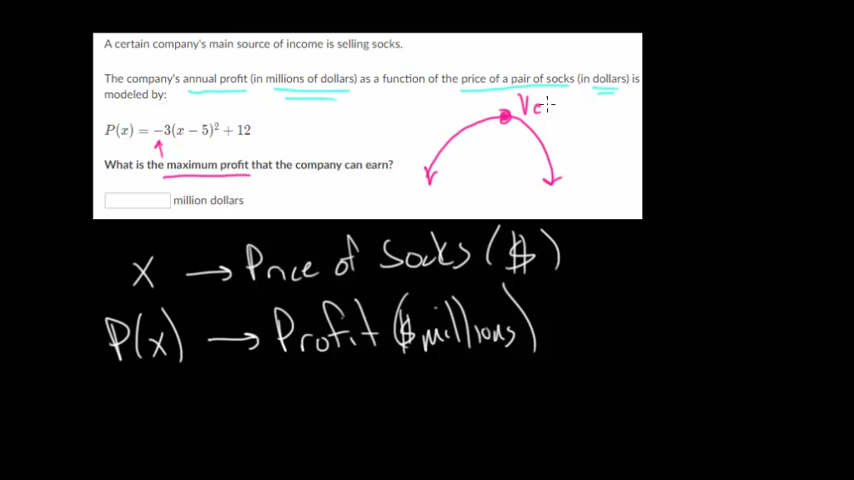 A certain company's main source of income is selling socks.
The company's annual profit (in millions of dollars) as a function of the price of a pair of socks (in dollars) is
modeled by:
Ve
P(x) = −3(x − 5)² + 12
What is the maximum profit that the company can earn?
million dollars
x → Price of Socks ($)
P(x) → Profit ($ millions)